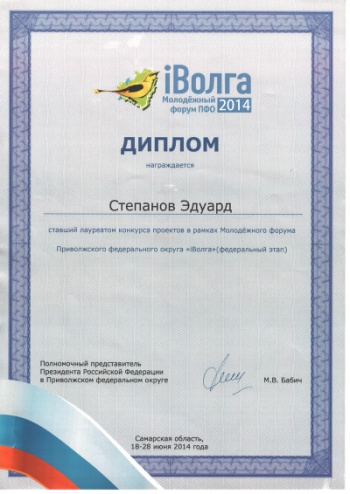 iВолга
Молодёжный
форум ПФО 2014
ДИПЛОМ
награждается
Степанов Эдуард
ставший лауреатом конкурса проектов в рамках Молодёжного форума
Приволжского федерального округа «iВолга»(федеральный этап)
Полномочный представитель
Президента Российской Федерации
в Приволжском федеральном округе
М.В. Бабич
Самарская область,
18-28 июня 2014 года